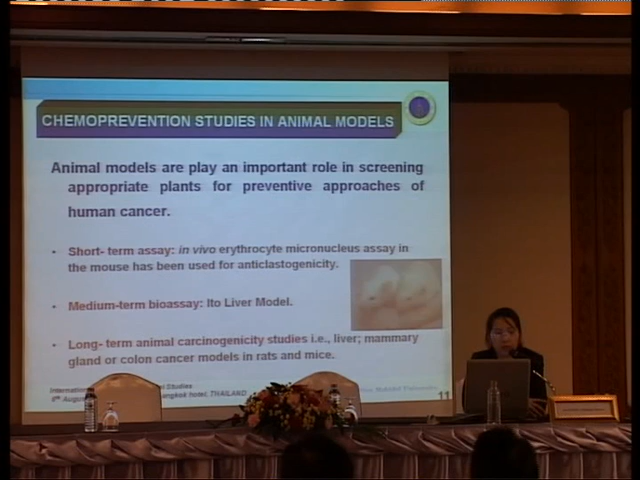 CHEMOPREVENTION STUDIES IN ANIMAL MODELS
Animal models are play an important role in screening
appropriate plants for preventive approaches of
human cancer.
• Short- term assay: in vivo erythrocyte micronucleus assay in
the mouse has been used for anticlastogenicity.
• Medium-term bioassay: Ito Liver Model.
• Long- term animal carcinogenicity studies i.e., liver; mammary
gland or colon cancer models in rats and mice.
Studies
hotel, THAILAND
11